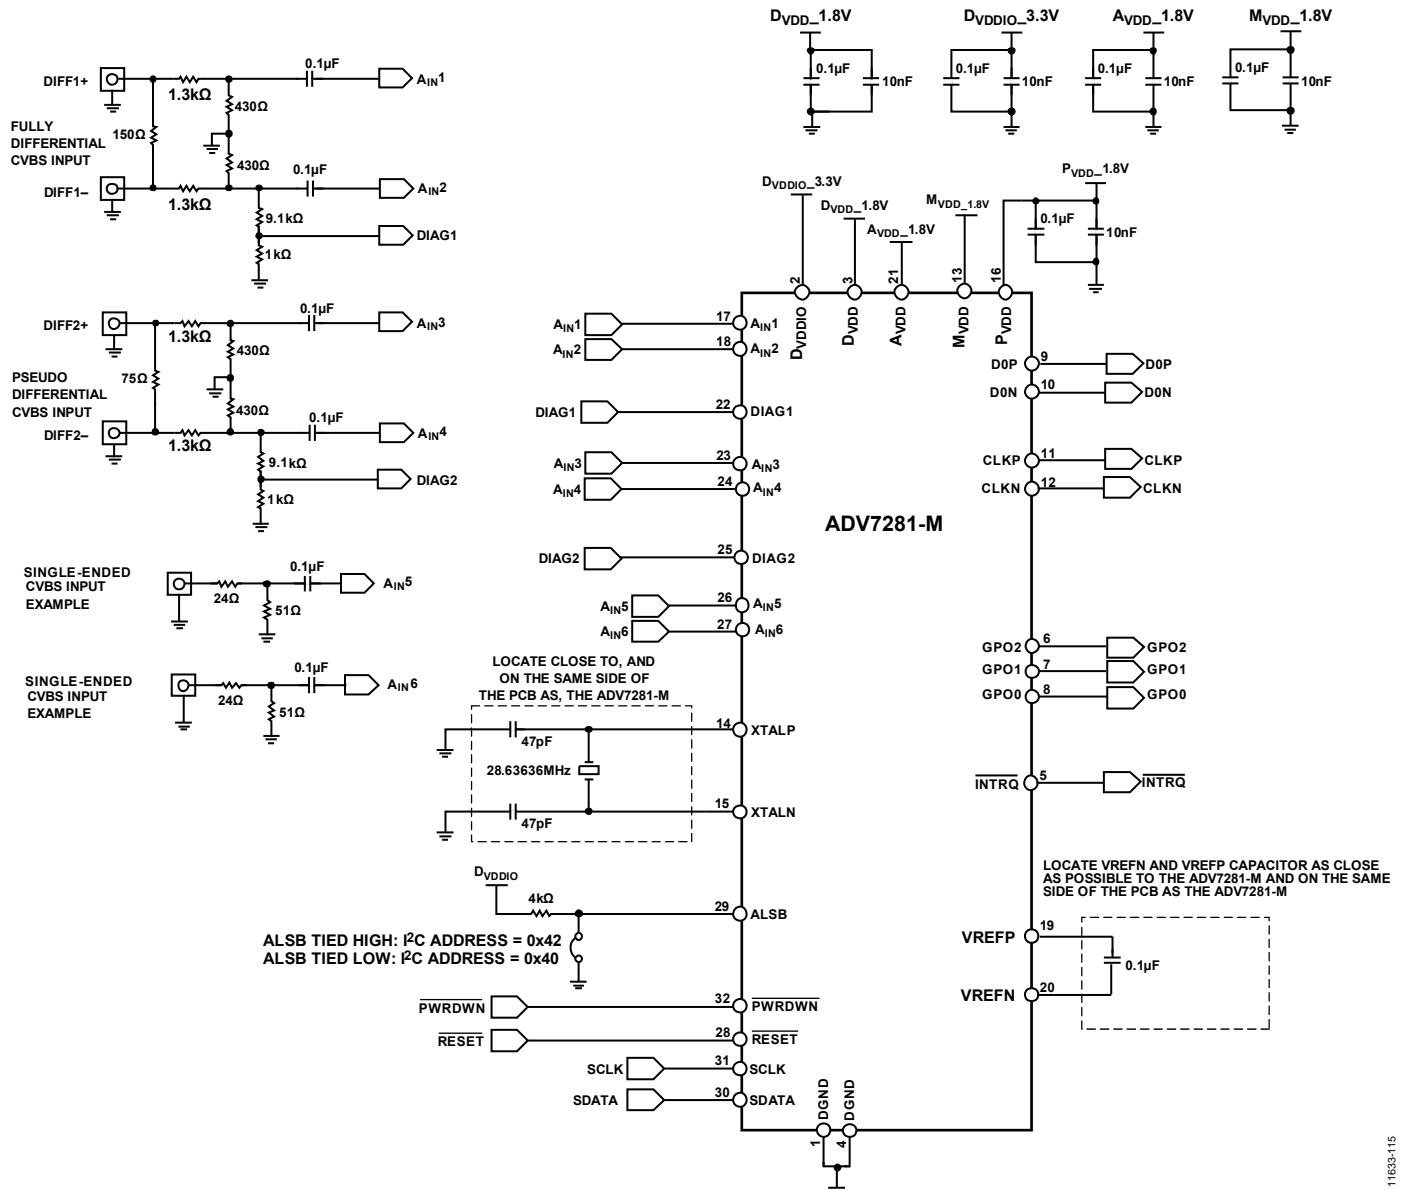 DVDD_1.8V
DVDDIO_3.3V
AVDD_1.8V
MVDD_1.8V
0.1µF
10nF
0.1µF
10nF
0.1µF
10nF
0.1µF
10nF
DIFF1+
1.3kΩ
0.1µF
AIN1
430Ω
FULLY
DIFFERENTIAL
CVBS INPUT
150Ω
430Ω
0.1µF
DIFF1–
1.3kΩ
AIN2
9.1kΩ
DIAG1
1kΩ
DIFF2+
1.3kΩ
0.1µF
AIN3
430Ω
PSEUDO
DIFFERENTIAL
CVBS INPUT
75Ω
430Ω
0.1µF
DIFF2–
1.3kΩ
AIN4
9.1kΩ
DIAG2
1kΩ
SINGLE-ENDED
CVBS INPUT
EXAMPLE
24Ω
0.1µF
51Ω
AIN5
SINGLE-ENDED
CVBS INPUT
EXAMPLE
24Ω
0.1µF
51Ω
AIN6
DVDDIO_3.3V
DVDD_1.8V
AVDD_1.8V
MVDD_1.8V
PVDD_1.8V
0.1µF
10nF
2
3
21
13
16
DVDDIO
DVDD
AVDD
MVDD
PVDD
AIN1 17 AIN1
AIN2 18 AIN2
DIAG1 22 DIAG1
AIN3 23 AIN3
AIN4 24 AIN4
DIAG2 25 DIAG2
AIN5 26 AIN5
AIN6 27 AIN6
ADV7281-M
D0P 9 D0P
D0N 10 D0N
CLKP 11 CLKP
CLKN 12 CLKN
GPO2 6 GPO2
GPO1 7 GPO1
GPO0 8 GPO0
INTRQ 5 INTRQ
LOCATE CLOSE TO, AND
ON THE SAME SIDE OF
THE PCB AS, THE ADV7281-M
47pF
14 XTALP
28.63636MHz
47pF
15 XTALN
LOCATE VREFN AND VREFP CAPACITOR AS CLOSE
AS POSSIBLE TO THE ADV7281-M AND ON THE SAME
SIDE OF THE PCB AS THE ADV7281-M
VREFP 19
0.1µF
VREFN 20
DVDDIO
4kΩ
29 ALSB
ALSB TIED HIGH: I2C ADDRESS = 0x42
ALSB TIED LOW: I2C ADDRESS = 0x40
PWRDWN 32 PWRDWN
RESET 28 RESET
SCLK 31 SCLK
SDATA 30 SDATA
DGND
DGND
1
4
11633-115